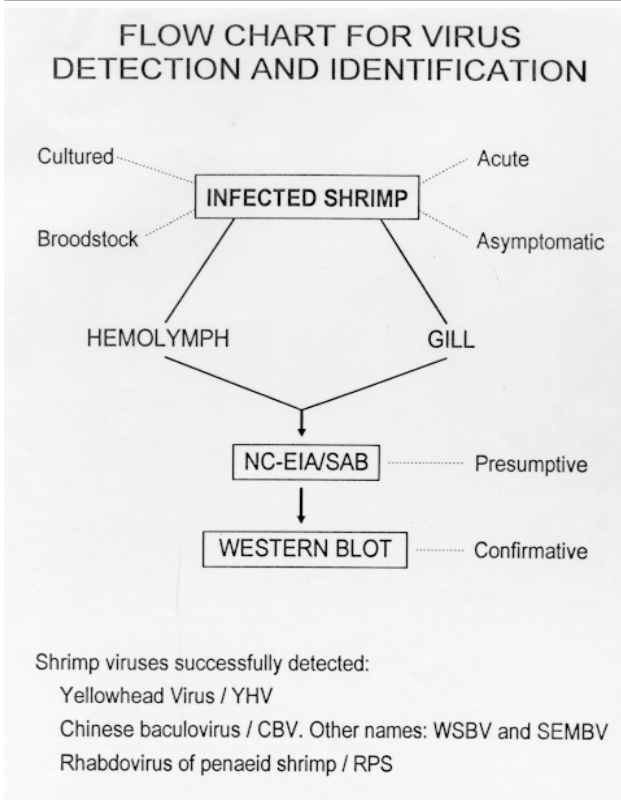 FLOW CHART FOR VIRUS
DETECTION AND IDENTIFICATION
Cultured
Acute
INFECTED SHRIMP
Broodstock
Asymptomatic
HEMOLYMPH
GILL
NC-EIA/SAB
Presumptive
WESTERN BLOT
Confirmative
Shrimp viruses successfully detected:
Yellowhead Virus / YHV
Chinese baculovirus / CBV. Other names: WSBV and SEMBV
Rhabdovirus of penaeid shrimp / RPS